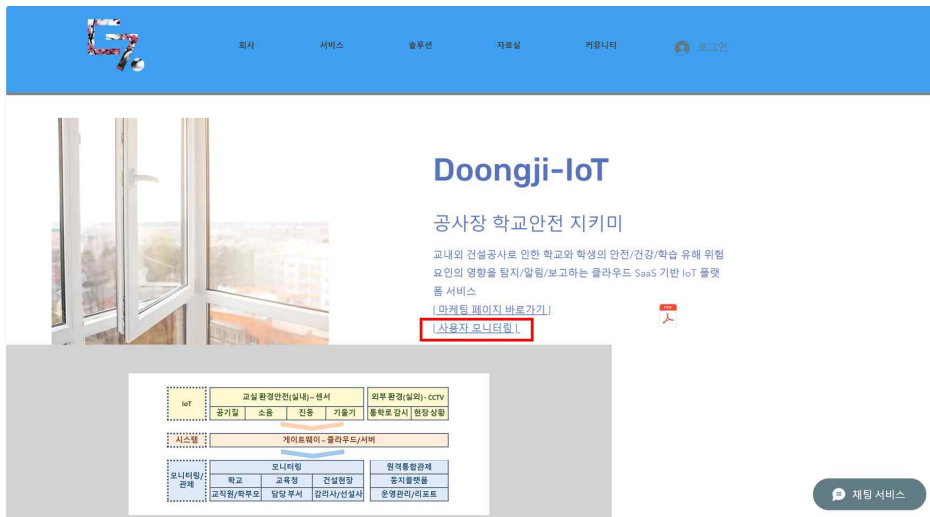 회사
서비스
솔루션
자료실
커뮤니티
로그인
Doongji-IoT
공사장 학교안전 지키미
교내외 건설공사로 인한 학교와 학생의 안전/건강/학습 유해 위험
요인의 영향을 탐지/알림/보고하는 클라우드 SaaS 기반 IoT 플랫
폼 서비스
| 마케팅 페이지 바로가기 |
| 사용자 모니터링 |
PDF
IoT
교실 환경안전(실내) – 센서
외부 환경(실외) - CCTV
공기질
소음
진동
기울기
통학로 감시
현장 상황
시스템
게이트웨이 – 클라우드/서버
모니터링/
관제
모니터링
원격통합관제
학교
교육청
건설현장
둥지플랫폼
교직원/학부모
담당 부서
감리사/선설사
운영관리/리포트
채팅 서비스